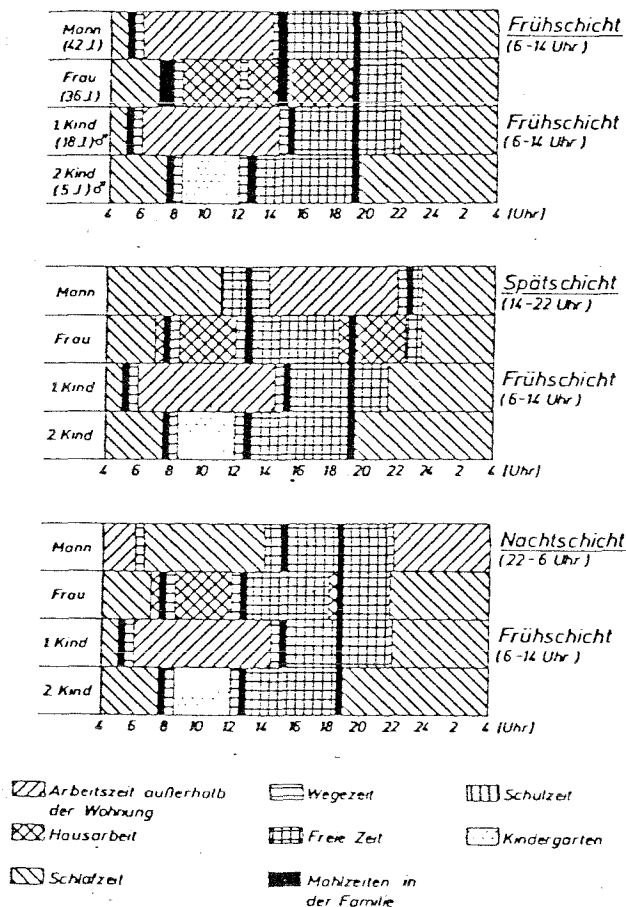 Mann
(42 J.)
Frühschicht
(6-14 Uhr)
Frau
(36 J.)
1 Kind
(18 J.)♂
Frühschicht
(6-14 Uhr)
2 Kind
(5 J.)♂
4 6 8 10 12 14 16 18 20 22 24 2 4 [Uhr]
Mann
Spätschicht
(14-22 Uhr)
Frau
1 Kind
Frühschicht
(6-14 Uhr)
2 Kind
4 6 8 10 12 14 16 18 20 22 24 2 4 [Uhr]
Mann
Nachtschicht
(22-6 Uhr)
Frau
1 Kind
Frühschicht
(6-14 Uhr)
2 Kind
4 6 8 10 12 14 16 18 20 22 24 2 4 [Uhr]
Arbeitszeit außerhalb
der Wohnung
Wegezeit
Schulzeit
Hausarbeit
Freie Zeit
Kindergarten
Schlafzeit
Mahlzeiten in
der Familie